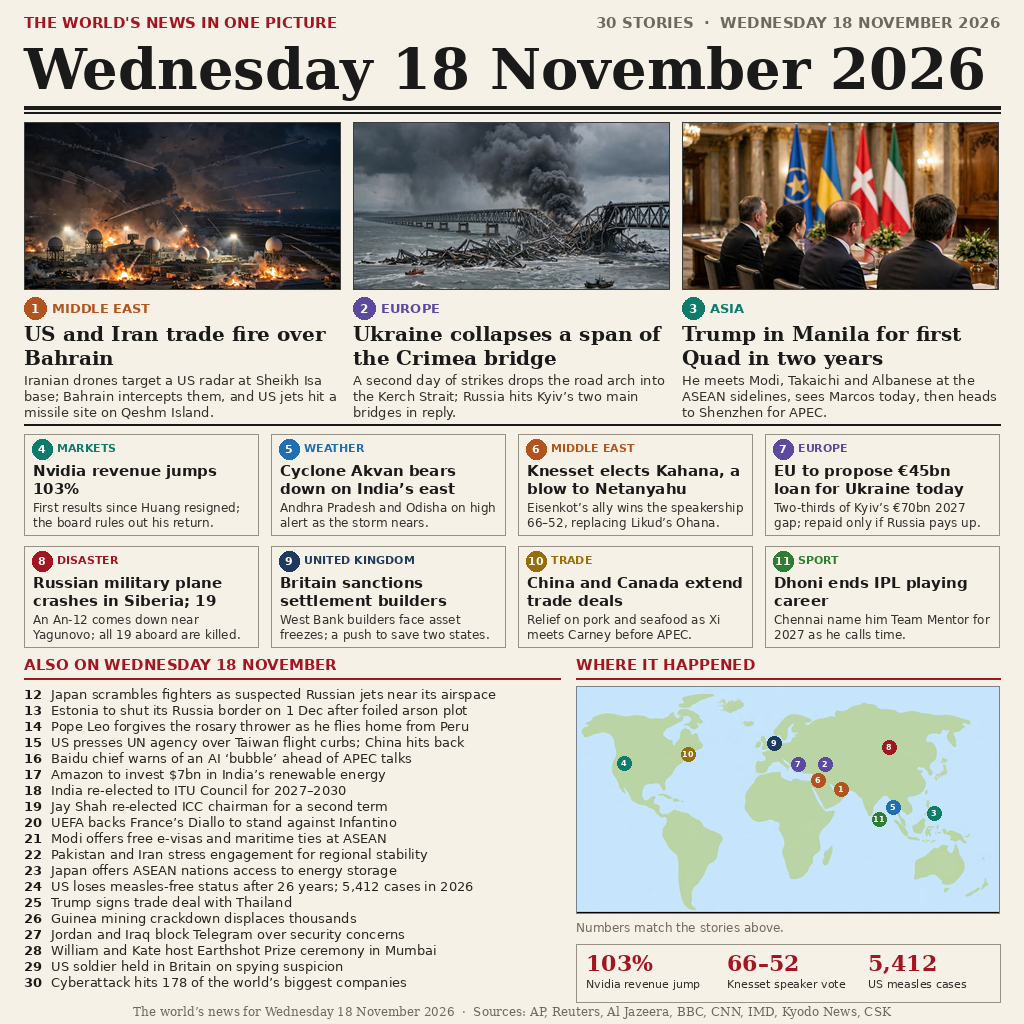 THE WORLD'S NEWS IN ONE PICTURE
30 STORIES · WEDNESDAY 18 NOVEMBER 2026
Wednesday 18 November 2026
1 MIDDLE EAST
US and Iran trade fire over
Bahrain
Iranian drones target a US radar at Sheikh Isa
base; Bahrain intercepts them, and US jets hit a
missile site on Qeshm Island.
2 EUROPE
Ukraine collapses a span of
the Crimea bridge
A second day of strikes drops the road arch into
the Kerch Strait; Russia hits Kyiv’s two main
bridges in reply.
3 ASIA
Trump in Manila for first
Quad in two years
He meets Modi, Takaichi and Albanese at the
ASEAN sidelines, sees Marcos today, then heads
to Shenzhen for APEC.
4 MARKETS
Nvidia revenue jumps
103%
First results since Huang resigned;
the board rules out his return.
5 WEATHER
Cyclone Akvan bears
down on India’s east
Andhra Pradesh and Odisha on high
alert as the storm nears.
6 MIDDLE EAST
Knesset elects Kahana, a
blow to Netanyahu
Eisenkot’s ally wins the speakership
66–52, replacing Likud’s Ohana.
7 EUROPE
EU to propose €45bn
loan for Ukraine today
Two-thirds of Kyiv’s €70bn 2027
gap; repaid only if Russia pays up.
8 DISASTER
Russian military plane
crashes in Siberia; 19
An An-12 comes down near
Yagunovo; all 19 aboard are killed.
9 UNITED KINGDOM
Britain sanctions
settlement builders
West Bank builders face asset
freezes; a push to save two states.
10 TRADE
China and Canada extend
trade deals
Relief on pork and seafood as Xi
meets Carney before APEC.
11 SPORT
Dhoni ends IPL playing
career
Chennai name him Team Mentor for
2027 as he calls time.
ALSO ON WEDNESDAY 18 NOVEMBER
12 Japan scrambles fighters as suspected Russian jets near its airspace
13 Estonia to shut its Russia border on 1 Dec after foiled arson plot
14 Pope Leo forgives the rosary thrower as he flies home from Peru
15 US presses UN agency over Taiwan flight curbs; China hits back
16 Baidu chief warns of an AI ‘bubble’ ahead of APEC talks
17 Amazon to invest $7bn in India’s renewable energy
18 India re-elected to ITU Council for 2027–2030
19 Jay Shah re-elected ICC chairman for a second term
20 UEFA backs France’s Diallo to stand against Infantino
21 Modi offers free e-visas and maritime ties at ASEAN
22 Pakistan and Iran stress engagement for regional stability
23 Japan offers ASEAN nations access to energy storage
24 US loses measles-free status after 26 years; 5,412 cases in 2026
25 Trump signs trade deal with Thailand
26 Guinea mining crackdown displaces thousands
27 Jordan and Iraq block Telegram over security concerns
28 William and Kate host Earthshot Prize ceremony in Mumbai
29 US soldier held in Britain on spying suspicion
30 Cyberattack hits 178 of the world’s biggest companies
WHERE IT HAPPENED
9
8
10
4
7 2
6
1
5
3
11
Numbers match the stories above.
103% 66–52 5,412
Nvidia revenue jump Knesset speaker vote US measles cases
The world’s news for Wednesday 18 November 2026 · Sources: AP, Reuters, Al Jazeera, BBC, CNN, IMD, Kyodo News, CSK